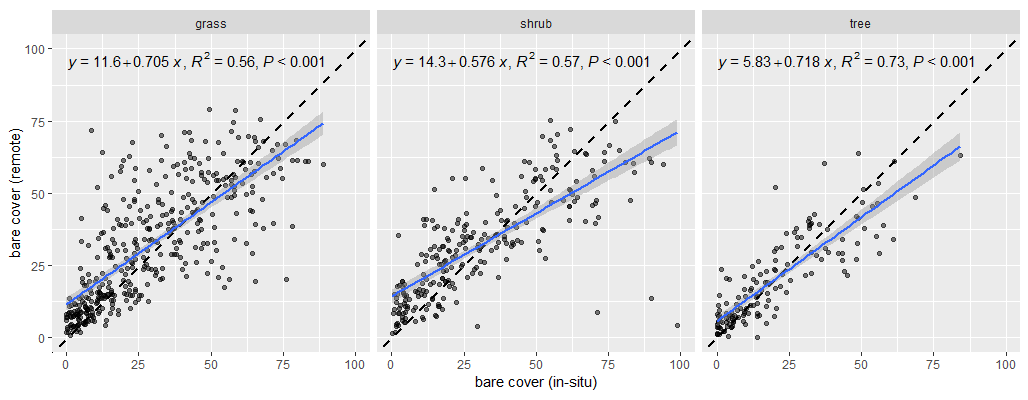 grass shrub tree
y = 11.6+0.705 x, R² = 0.56, P < 0.001
y = 14.3+0.576 x, R² = 0.57, P < 0.001
y = 5.83+0.718 x, R² = 0.73, P < 0.001
bare cover (remote)
100
75
50
25
0
0 25 50 75 100 0 25 50 75 100 0 25 50 75 100
bare cover (in-situ)